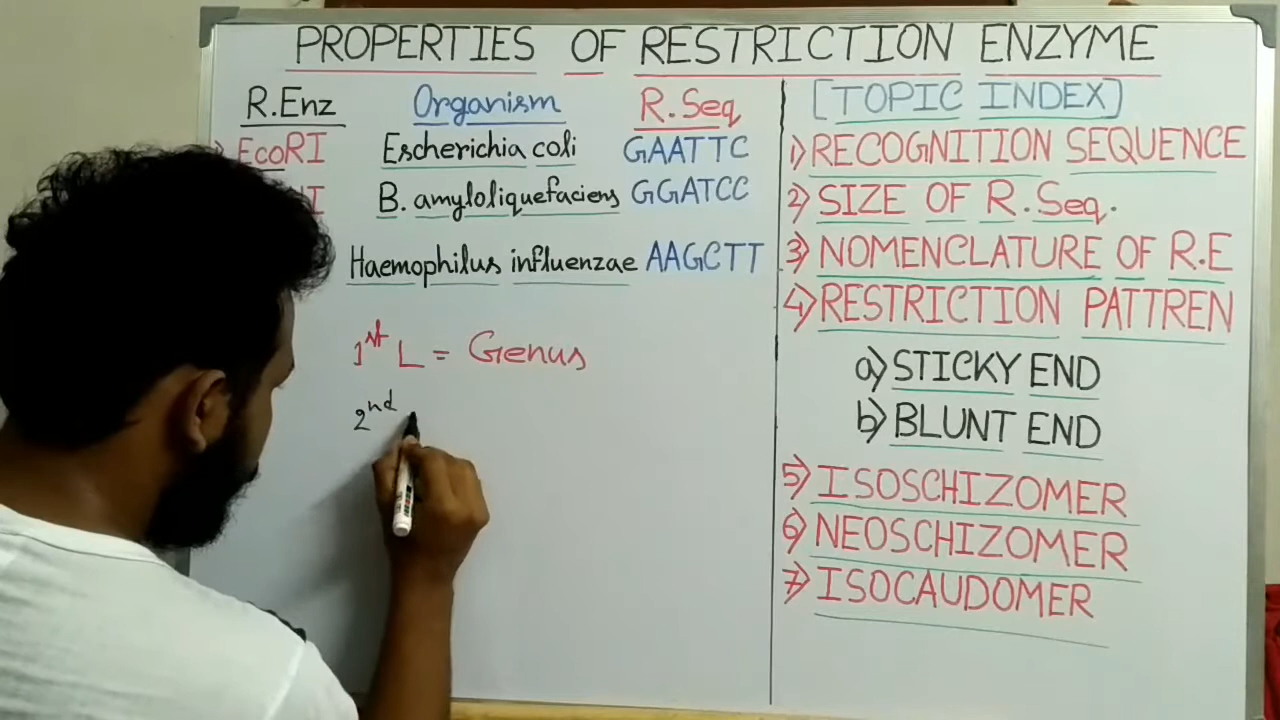 PROPERTIES OF RESTRICTION ENZYME
R.Enz Organism R.Seq
EcoRI Escherichia coli GAATTC
I B. amyloliquefaciens GGATCC
Haemophilus influenzae AAGCTT
1st L = Genus
2nd
[TOPIC INDEX]
1) RECOGNITION SEQUENCE
2) SIZE OF R.Seq.
3) NOMENCLATURE OF R.E
4) RESTRICTION PATTREN
a) STICKY END
b) BLUNT END
5) ISOSCHIZOMER
6) NEOSCHIZOMER
7) ISOCAUDOMER